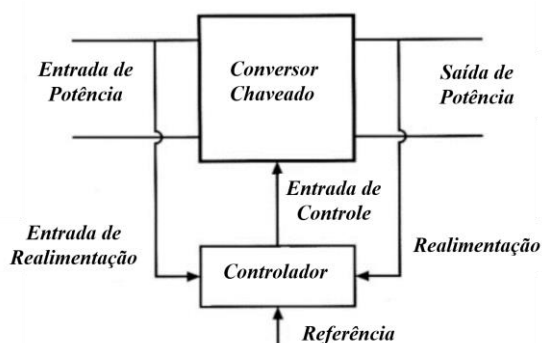 Entrada de
Potência
Conversor
Chaveado
Saída de
Potência
Entrada de
Controle
Entrada de
Realimentação
Controlador
Realimentação
Referência